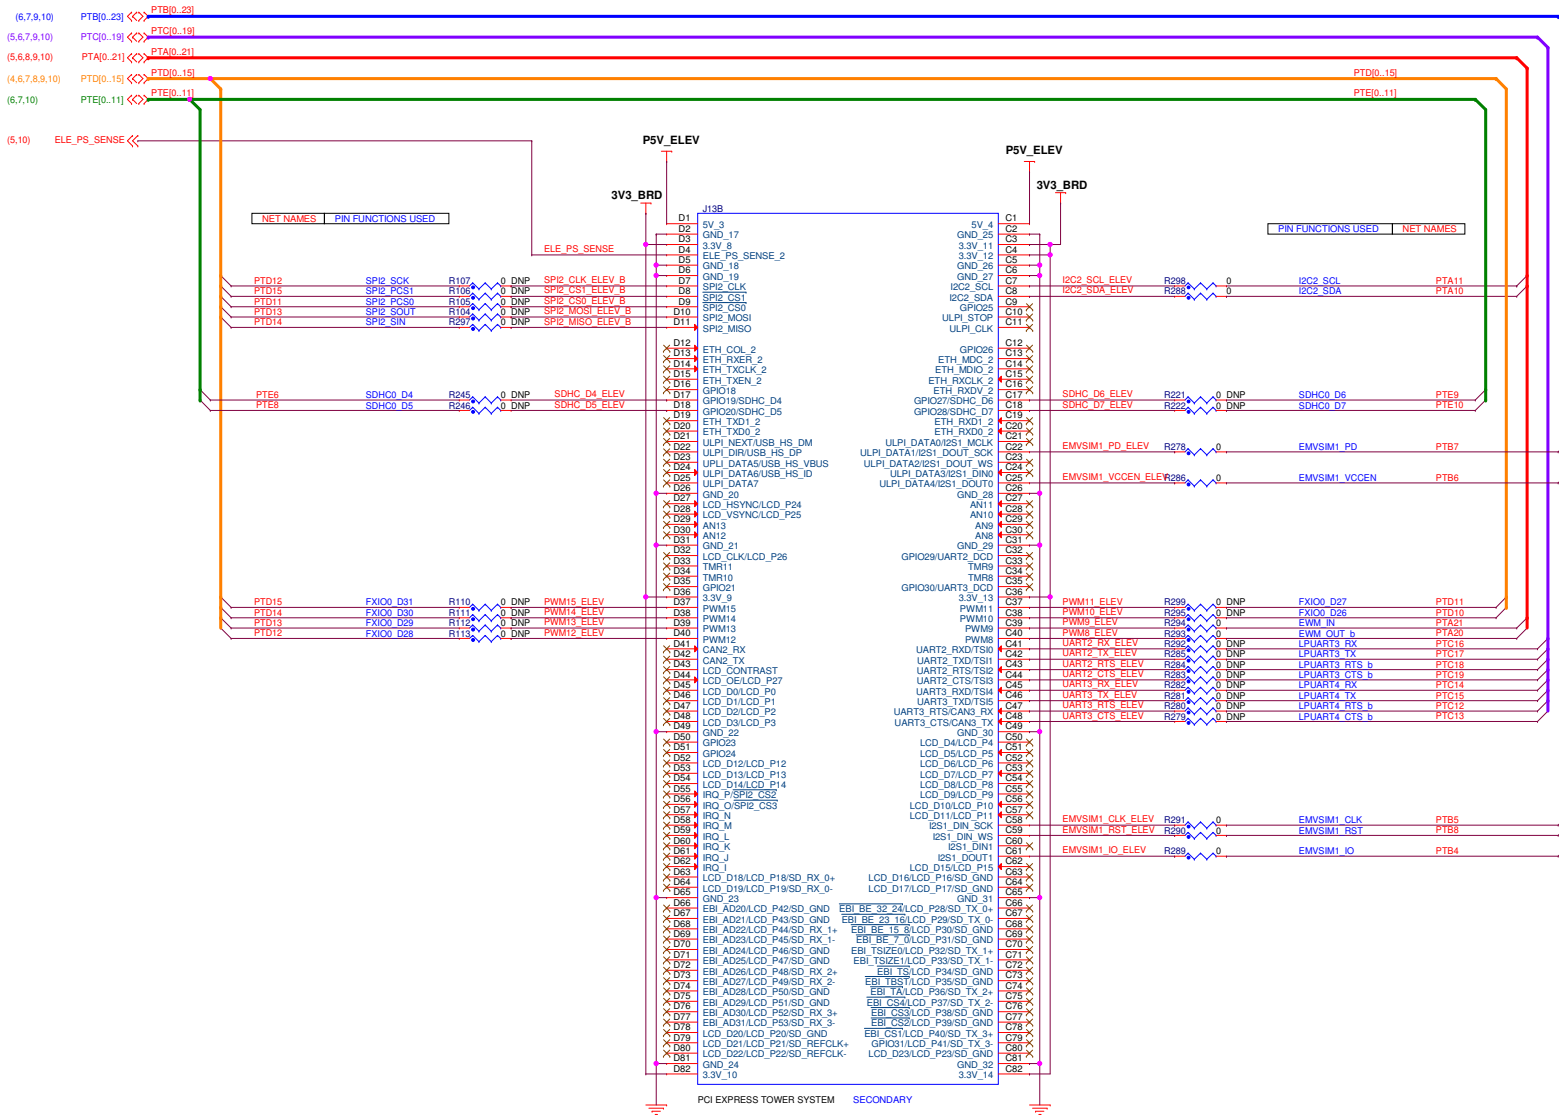 (6,7,9,10) PTB[0..23] PTB[0..23]
(5,6,7,9,10) PTC[0..19] PTC[0..19]
(5,6,8,9,10) PTA[0..21] PTA[0..21]
(4,6,7,8,9,10) PTD[0..15] PTD[0..15] PTD[0..15]
(6,7,10) PTE[0..11] PTE[0..11] PTE[0..11]
(5,10) ELE_PS_SENSE
P5V_ELEV P5V_ELEV
3V3_BRD 3V3_BRD
NET NAMES PIN FUNCTIONS USED
PIN FUNCTIONS USED NET NAMES
J13B
D1 5V_3 5V_4 C1
D2 GND_17 GND_25 C2
D3 3.3V_8 3.3V_11 C3
ELE_PS_SENSE D4 ELE_PS_SENSE_2 3.3V_12 C4
D5 GND_18 GND_26 C5
D6 GND_19 GND_27 C6
PTD12 SPI2_SCK R107 0 DNP SPI2_CLK_ELEV_B D7 SPI2_CLK I2C2_SCL C7 I2C2_SCL_ELEV R298 0 I2C2_SCL PTA11
PTD15 SPI2_PCS1 R106 0 DNP SPI2_CS1_ELEV_B D8 SPI2_CS1 I2C2_SDA C8 I2C2_SDA_ELEV R288 0 I2C2_SDA PTA10
PTD11 SPI2_PCS0 R105 0 DNP SPI2_CS0_ELEV_B D9 SPI2_CS0 GPIO25 C9
PTD13 SPI2_SOUT R104 0 DNP SPI2_MOSI_ELEV_B D10 SPI2_MOSI ULPI_STOP C10
PTD14 SPI2_SIN R297 0 DNP SPI2_MISO_ELEV_B D11 SPI2_MISO ULPI_CLK C11
D12 ETH_COL_2 GPIO26 C12
D13 ETH_RXER_2 ETH_MDC_2 C13
D14 ETH_TXCLK_2 ETH_MDIO_2 C14
D15 ETH_TXEN_2 ETH_RXCLK_2 C15
D16 GPIO18 ETH_RXDV_2 C16
PTE6 SDHC0_D4 R245 0 DNP SDHC_D4_ELEV D17 GPIO19/SDHC_D4 GPIO27/SDHC_D6 C17 SDHC_D6_ELEV R221 0 DNP SDHC0_D6 PTE9
PTE8 SDHC0_D5 R246 0 DNP SDHC_D5_ELEV D18 GPIO20/SDHC_D5 GPIO28/SDHC_D7 C18 SDHC_D7_ELEV R222 0 DNP SDHC0_D7 PTE10
D19 ETH_TXD1_2 ETH_RXD1_2 C19
D20 ETH_TXD0_2 ETH_RXD0_2 C20
D21 ULPI_NEXT/USB_HS_DM ULPI_DATA0/I2S1_MCLK C21
D22 ULPI_DIR/USB_HS_DP ULPI_DATA1/I2S1_DOUT_SCK C22 EMVSIM1_PD_ELEV R278 0 EMVSIM1_PD PTB7
D23 UPLI_DATA5/USB_HS_VBUS ULPI_DATA2/I2S1_DOUT_WS C23
D24 ULPI_DATA6/USB_HS_ID ULPI_DATA3/I2S1_DIN0 C24
D25 ULPI_DATA7 ULPI_DATA4/I2S1_DOUT0 C25 EMVSIM1_VCCEN_ELEV R286 0 EMVSIM1_VCCEN PTB6
D26 GND_20 GND_28 C26
D27 LCD_HSYNC/LCD_P24 AN11 C27
D28 LCD_VSYNC/LCD_P25 AN10 C28
D29 AN13 AN9 C29
D30 AN12 AN8 C30
D31 GND_21 GND_29 C31
D32 LCD_CLK/LCD_P26 GPIO29/UART2_DCD C32
D33 TMR11 TMR9 C33
D34 TMR10 TMR8 C34
D35 GPIO21 GPIO30/UART3_DCD C35
D36 3.3V_9 3.3V_13 C36
PTD15 FXIO0_D31 R110 0 DNP PWM15_ELEV D37 PWM15 PWM11 C37 PWM11_ELEV R299 0 DNP FXIO0_D27 PTD11
PTD14 FXIO0_D30 R111 0 DNP PWM14_ELEV D38 PWM14 PWM10 C38 PWM10_ELEV R295 0 DNP FXIO0_D26 PTD10
PTD13 FXIO0_D29 R112 0 DNP PWM13_ELEV D39 PWM13 PWM9 C39 PWM9_ELEV R294 0 EWM_IN PTA21
PTD12 FXIO0_D28 R113 0 DNP PWM12_ELEV D40 PWM12 PWM8 C40 PWM8_ELEV R293 0 EWM_OUT_b PTA20
D41 CAN2_RX UART2_RXD/TSI0 C41 UART2_RX_ELEV R292 0 DNP LPUART3_RX PTC16
D42 CAN2_TX UART2_TXD/TSI1 C42 UART2_TX_ELEV R285 0 DNP LPUART3_TX PTC17
D43 LCD_CONTRAST UART2_RTS/TSI2 C43 UART2_RTS_ELEV R284 0 DNP LPUART3_RTS_b PTC18
D44 LCD_OE/LCD_P27 UART2_CTS/TSI3 C44 UART2_CTS_ELEV R283 0 DNP LPUART3_CTS_b PTC19
D45 LCD_D0/LCD_P0 UART3_RXD/TSI4 C45 UART3_RX_ELEV R282 0 DNP LPUART4_RX PTC14
D46 LCD_D1/LCD_P1 UART3_TXD/TSI5 C46 UART3_TX_ELEV R281 0 DNP LPUART4_TX PTC15
D47 LCD_D2/LCD_P2 UART3_RTS/CAN3_RX C47 UART3_RTS_ELEV R280 0 DNP LPUART4_RTS_b PTC12
D48 LCD_D3/LCD_P3 UART3_CTS/CAN3_TX C48 UART3_CTS_ELEV R279 0 DNP LPUART4_CTS_b PTC13
D49 GND_22 GND_30 C49
D50 GPIO23 LCD_D4/LCD_P4 C50
D51 GPIO24 LCD_D5/LCD_P5 C51
D52 LCD_D12/LCD_P12 LCD_D6/LCD_P6 C52
D53 LCD_D13/LCD_P13 LCD_D7/LCD_P7 C53
D54 LCD_D14/LCD_P14 LCD_D8/LCD_P8 C54
D55 IRQ_P/SPI2_CS2 LCD_D9/LCD_P9 C55
D56 IRQ_O/SPI2_CS3 LCD_D10/LCD_P10 C56
D57 IRQ_N LCD_D11/LCD_P11 C57
D58 IRQ_M I2S1_DIN_SCK C58 EMVSIM1_CLK_ELEV R291 0 EMVSIM1_CLK PTB5
D59 IRQ_L I2S1_DIN_WS C59 EMVSIM1_RST_ELEV R290 0 EMVSIM1_RST PTB8
D60 IRQ_K I2S1_DIN1 C60
D61 IRQ_J I2S1_DOUT1 C61 EMVSIM1_IO_ELEV R289 0 EMVSIM1_IO PTB4
D62 IRQ_I LCD_D15/LCD_P15 C62
D63 LCD_D18/LCD_P18/SD_RX_0+ LCD_D16/LCD_P16/SD_GND C63
D64 LCD_D19/LCD_P19/SD_RX_0- LCD_D17/LCD_P17/SD_GND C64
D65 GND_23 GND_31 C65
D66 EBI_AD20/LCD_P42/SD_GND EBI_BE_32_24/LCD_P28/SD_TX_0+ C66
D67 EBI_AD21/LCD_P43/SD_GND EBI_BE_23_16/LCD_P29/SD_TX_0- C67
D68 EBI_AD22/LCD_P44/SD_RX_1+ EBI_BE_15_8/LCD_P30/SD_GND C68
D69 EBI_AD23/LCD_P45/SD_RX_1- EBI_BE_7_0/LCD_P31/SD_GND C69
D70 EBI_AD24/LCD_P46/SD_GND EBI_TSIZE0/LCD_P32/SD_TX_1+ C70
D71 EBI_AD25/LCD_P47/SD_GND EBI_TSIZE1/LCD_P33/SD_TX_1- C71
D72 EBI_AD26/LCD_P48/SD_RX_2+ EBI_TS/LCD_P34/SD_GND C72
D73 EBI_AD27/LCD_P49/SD_RX_2- EBI_TBST/LCD_P35/SD_GND C73
D74 EBI_AD28/LCD_P50/SD_GND EBI_TA/LCD_P36/SD_TX_2+ C74
D75 EBI_AD29/LCD_P51/SD_GND EBI_CS4/LCD_P37/SD_TX_2- C75
D76 EBI_AD30/LCD_P52/SD_RX_3+ EBI_CS3/LCD_P38/SD_GND C76
D77 EBI_AD31/LCD_P53/SD_RX_3- EBI_CS2/LCD_P39/SD_GND C77
D78 LCD_D20/LCD_P20/SD_GND EBI_CS1/LCD_P40/SD_TX_3+ C78
D79 LCD_D21/LCD_P21/SD_REFCLK+ GPIO31/LCD_P41/SD_TX_3- C79
D80 LCD_D22/LCD_P22/SD_REFCLK- LCD_D23/LCD_P23/SD_GND C80
D81 GND_24 GND_32 C81
D82 3.3V_10 3.3V_14 C82
PCI EXPRESS TOWER SYSTEM SECONDARY